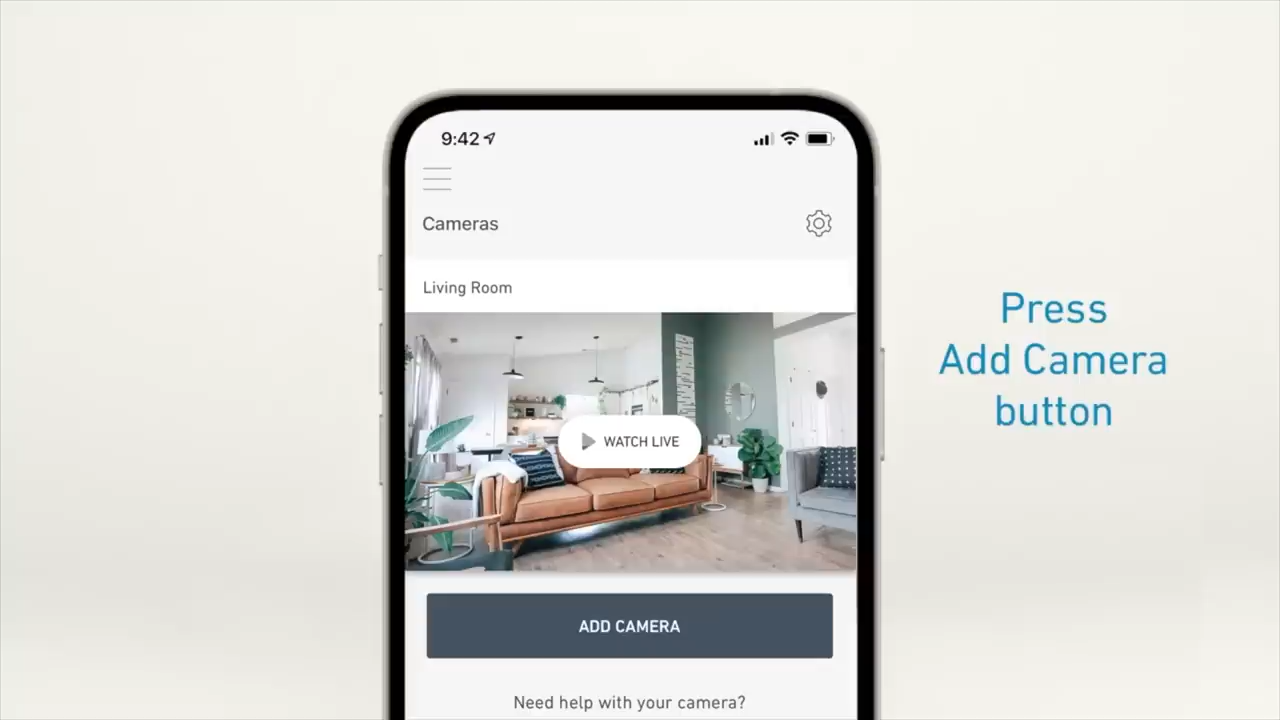 9:42
Cameras
Living Room
WATCH LIVE
ADD CAMERA
Need help with your camera?
Press
Add Camera
button